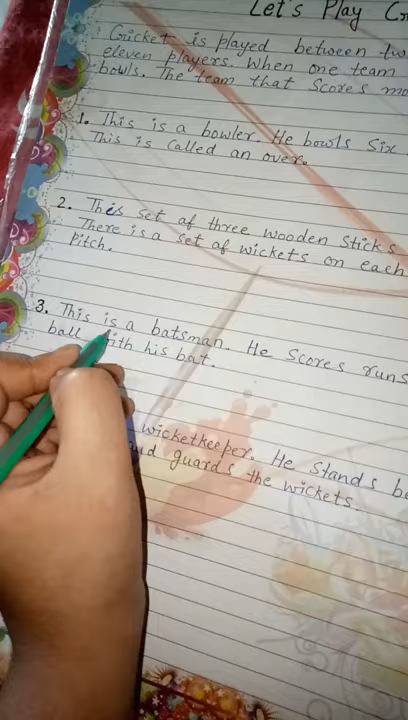 Let's Play
Cricket is played between
eleven players. When one team
bowls. The team that scores
1. This is a bowler. He bowls six
This is called an over.
2. This set of three wooden sticks
There is a set of wickets on each
Pitch.
3. This is a batsman. He scores runs
ball with his bat.
wicketkeeper. He stands
guards the wickets.